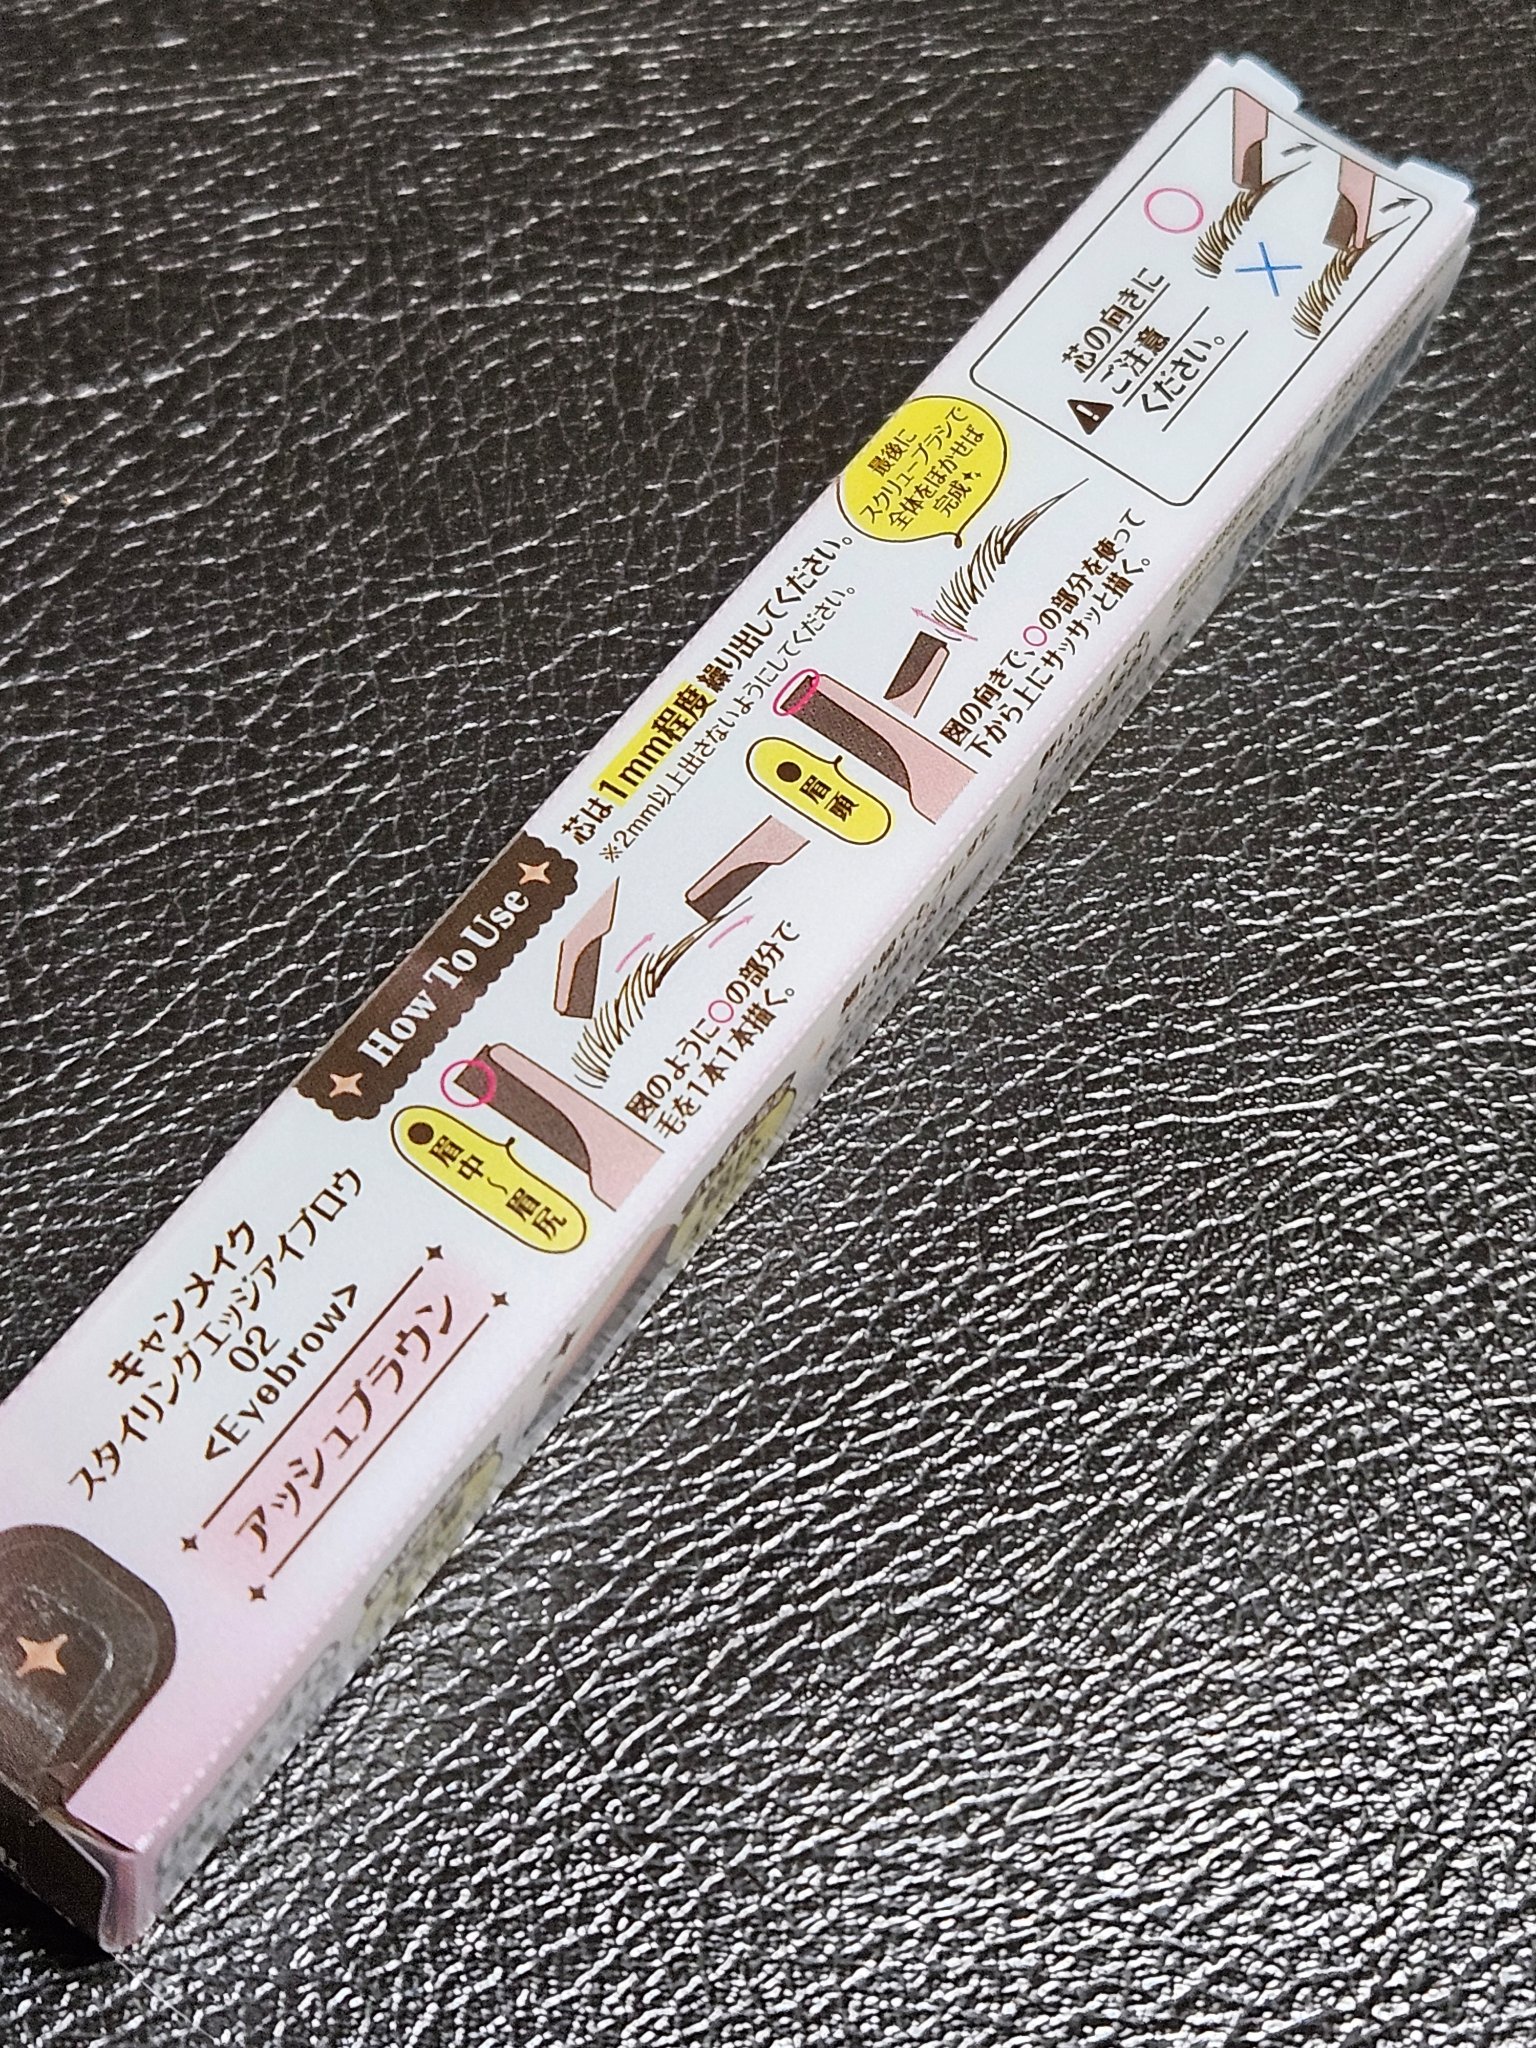 キャンメイク
スタイリングエッジアイブロウ
02
<Eyebrow>
アッシュブラウン
How To Use
芯は1mm程度繰り出してください。
※2mm以上出さないようにしてください。
眉中～眉尻
図のように○の部分で
毛を1本1本描く。
眉頭
図の向きで、○の部分を使って
下から上にササッと描く。
最後に
スクリューブラシで
全体をぼかせば
完成
芯の向きに
ご注意
ください。